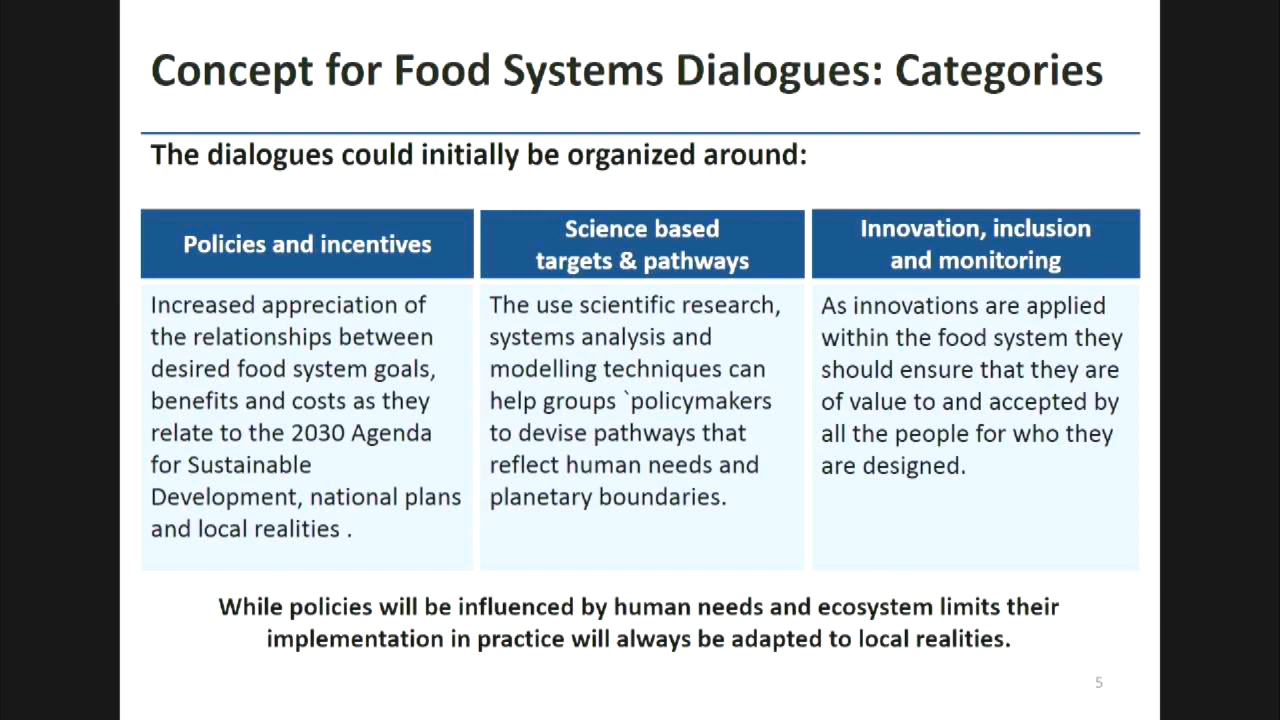 Concept for Food Systems Dialogues: Categories
The dialogues could initially be organized around:
Policies and incentives
Increased appreciation of
the relationships between
desired food system goals,
benefits and costs as they
relate to the 2030 Agenda
for Sustainable
Development, national plans
and local realities .
Science based
targets & pathways
The use scientific research,
systems analysis and
modelling techniques can
help groups `policymakers
to devise pathways that
reflect human needs and
planetary boundaries.
Innovation, inclusion
and monitoring
As innovations are applied
within the food system they
should ensure that they are
of value to and accepted by
all the people for who they
are designed.
While policies will be influenced by human needs and ecosystem limits their
implementation in practice will always be adapted to local realities.
5